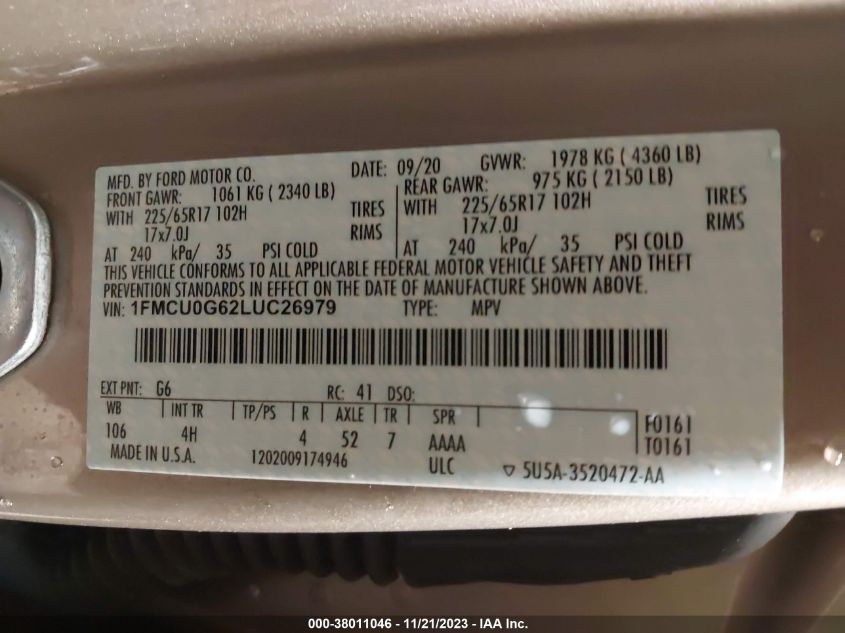 MFD. BY FORD MOTOR CO. DATE: 09/20 GVWR: 1978 KG ( 4360 LB)
FRONT GAWR: 1061 KG ( 2340 LB) REAR GAWR: 975 KG ( 2150 LB)
WITH 225/65R17 102H TIRES WITH 225/65R17 102H TIRES
17x7.0J RIMS 17x7.0J RIMS
AT 240 kPa/ 35 PSI COLD AT 240 kPa/ 35 PSI COLD
THIS VEHICLE CONFORMS TO ALL APPLICABLE FEDERAL MOTOR VEHICLE SAFETY AND THEFT
PREVENTION STANDARDS IN EFFECT ON THE DATE OF MANUFACTURE SHOWN ABOVE.
VIN: 1FMCU0G62LUC26979 TYPE: MPV
EXT PNT: G6 RC: 41 DSO:
WB INT TR TP/PS R AXLE TR SPR F0161
106 4H 4 52 7 AAAA T0161
MADE IN U.S.A. 1202009174946 ULC 5U5A-3520472-AA
000-38011046 - 11/21/2023 - IAA Inc.